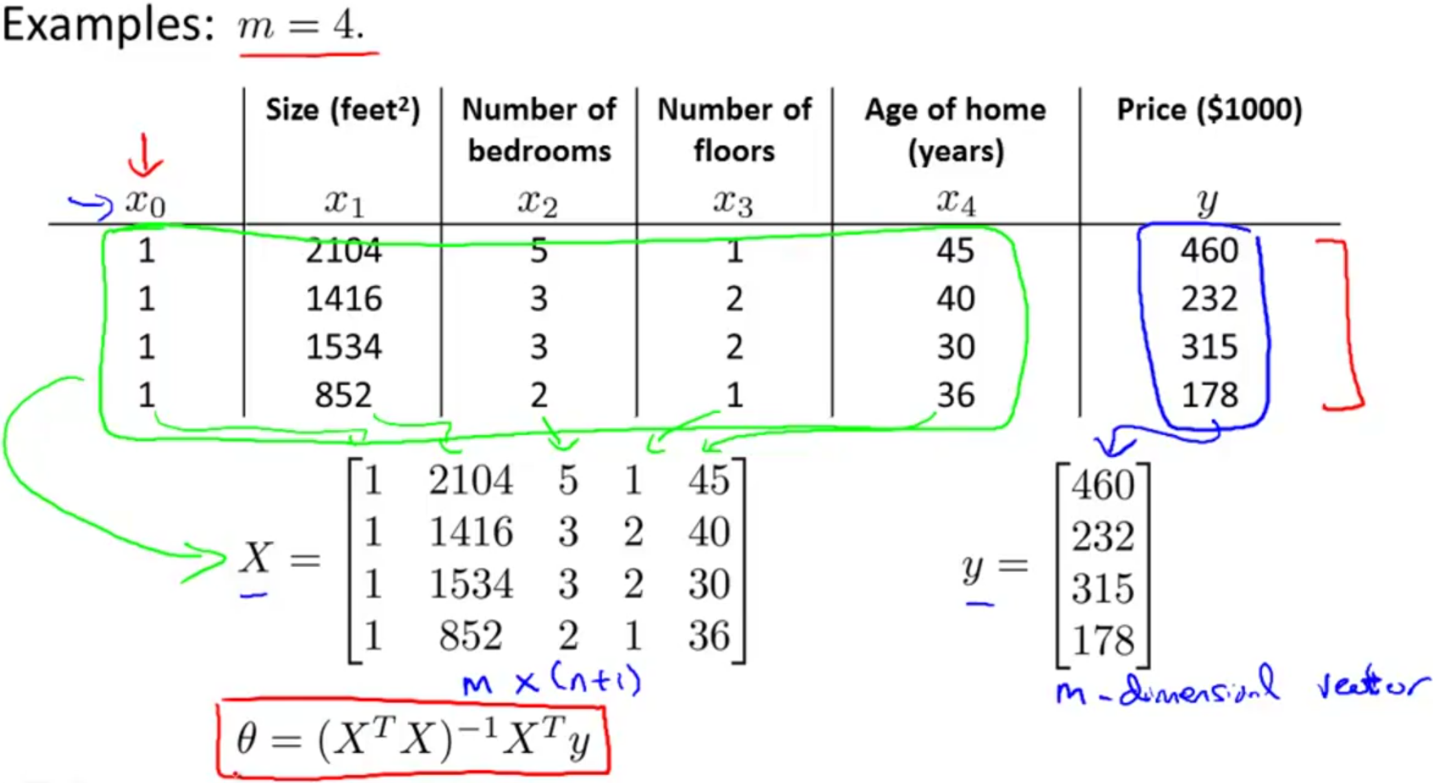 Examples: m = 4.
Size (feet²) Number of bedrooms Number of floors Age of home (years) Price ($1000)
x₀ x₁ x₂ x₃ x₄ y
1 2104 5 1 45 460
1 1416 3 2 40 232
1 1534 3 2 30 315
1 852 2 1 36 178
X = [1 2104 5 1 45
1 1416 3 2 40
1 1534 3 2 30
1 852 2 1 36]
m × (n+1)
y = [460
232
315
178]
m-dimensional vector
θ = (XᵀX)⁻¹Xᵀy